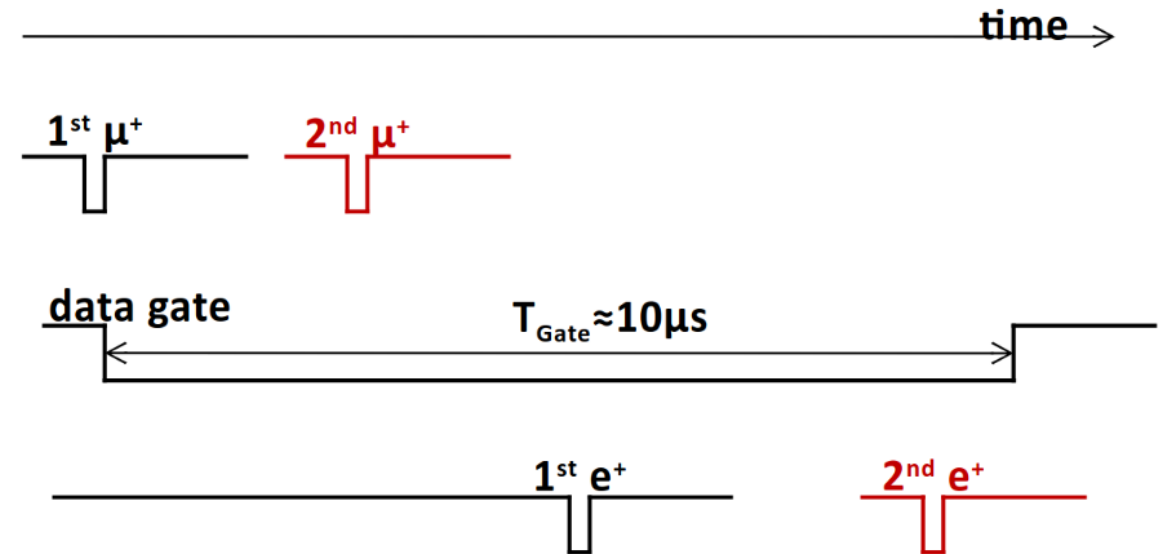 time
1st μ+
2nd μ+
data gate
TGate≈10μs
1st e+
2nd e+